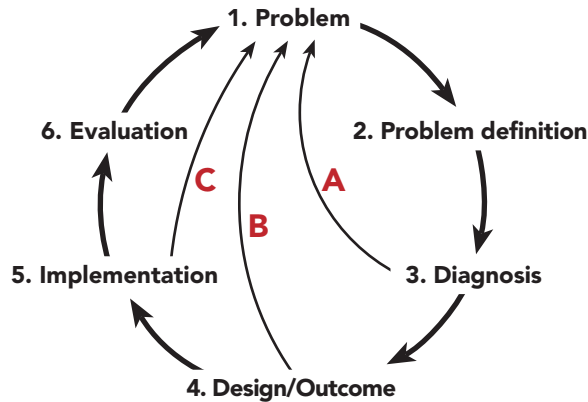 1. Problem
6. Evaluation
2. Problem definition
C
A
B
5. Implementation
3. Diagnosis
4. Design/Outcome